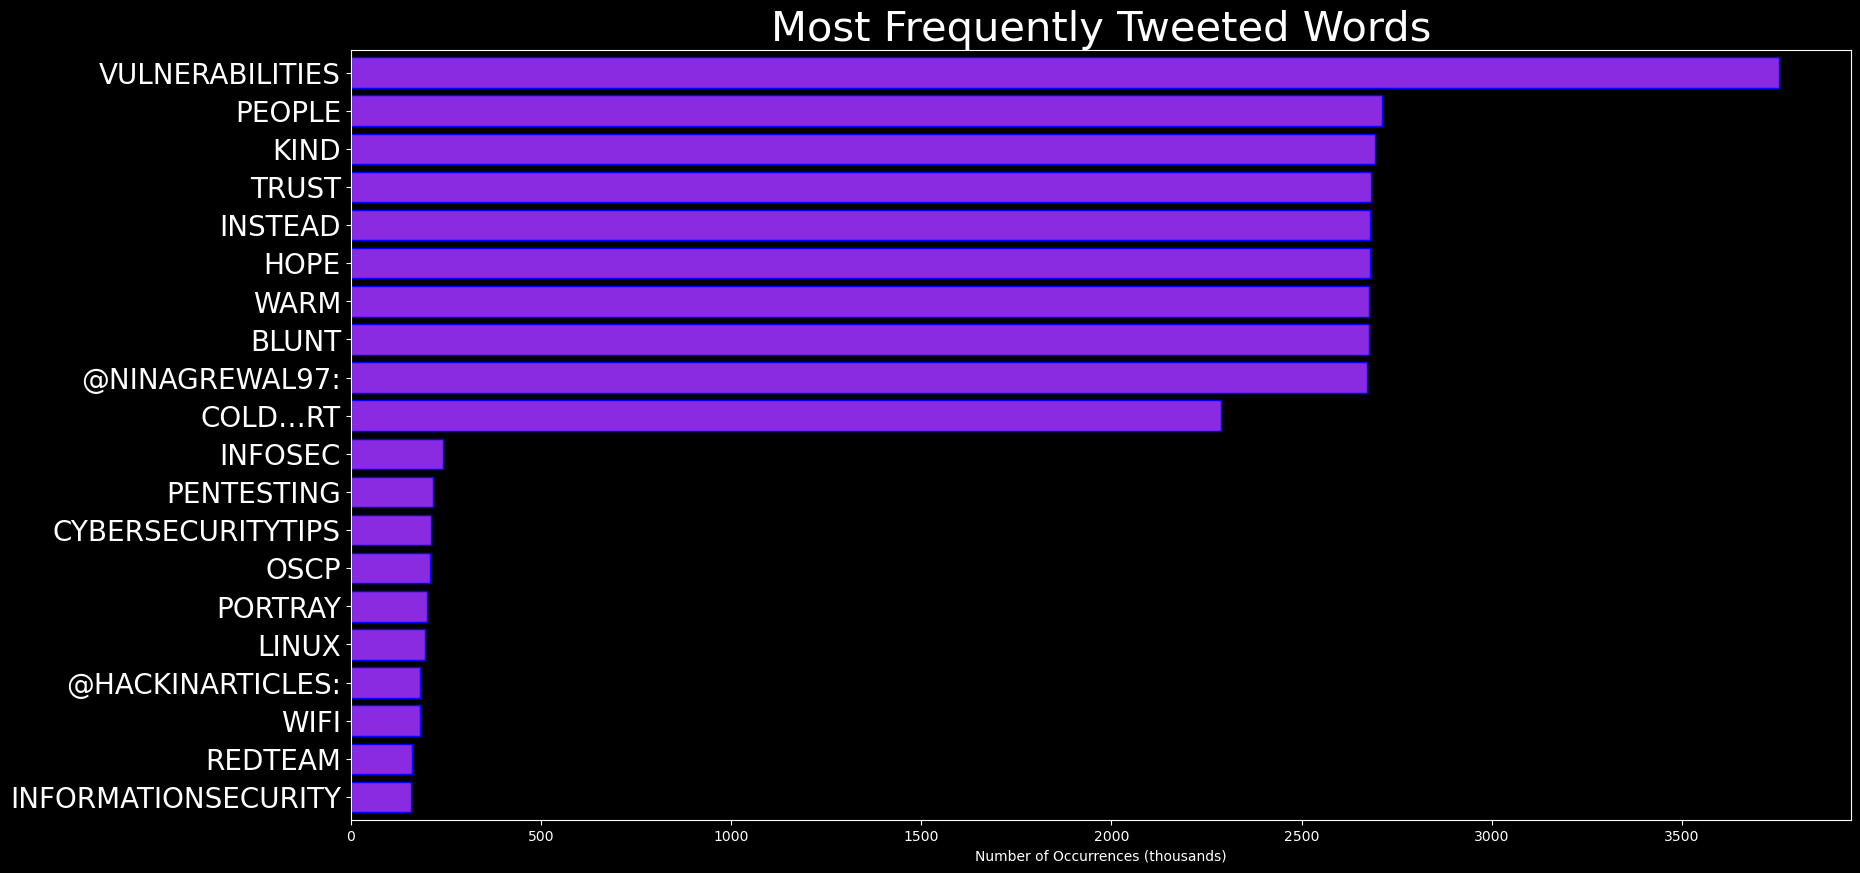 Most Frequently Tweeted Words
VULNERABILITIES
PEOPLE
KIND
TRUST
INSTEAD
HOPE
WARM
BLUNT
@NINAGREWAL97:
COLD…RT
INFOSEC
PENTESTING
CYBERSECURITYTIPS
OSCP
PORTRAY
LINUX
@HACKINARTICLES:
WIFI
REDTEAM
INFORMATIONSECURITY
0 500 1000 1500 2000 2500 3000 3500
Number of Occurrences (thousands)